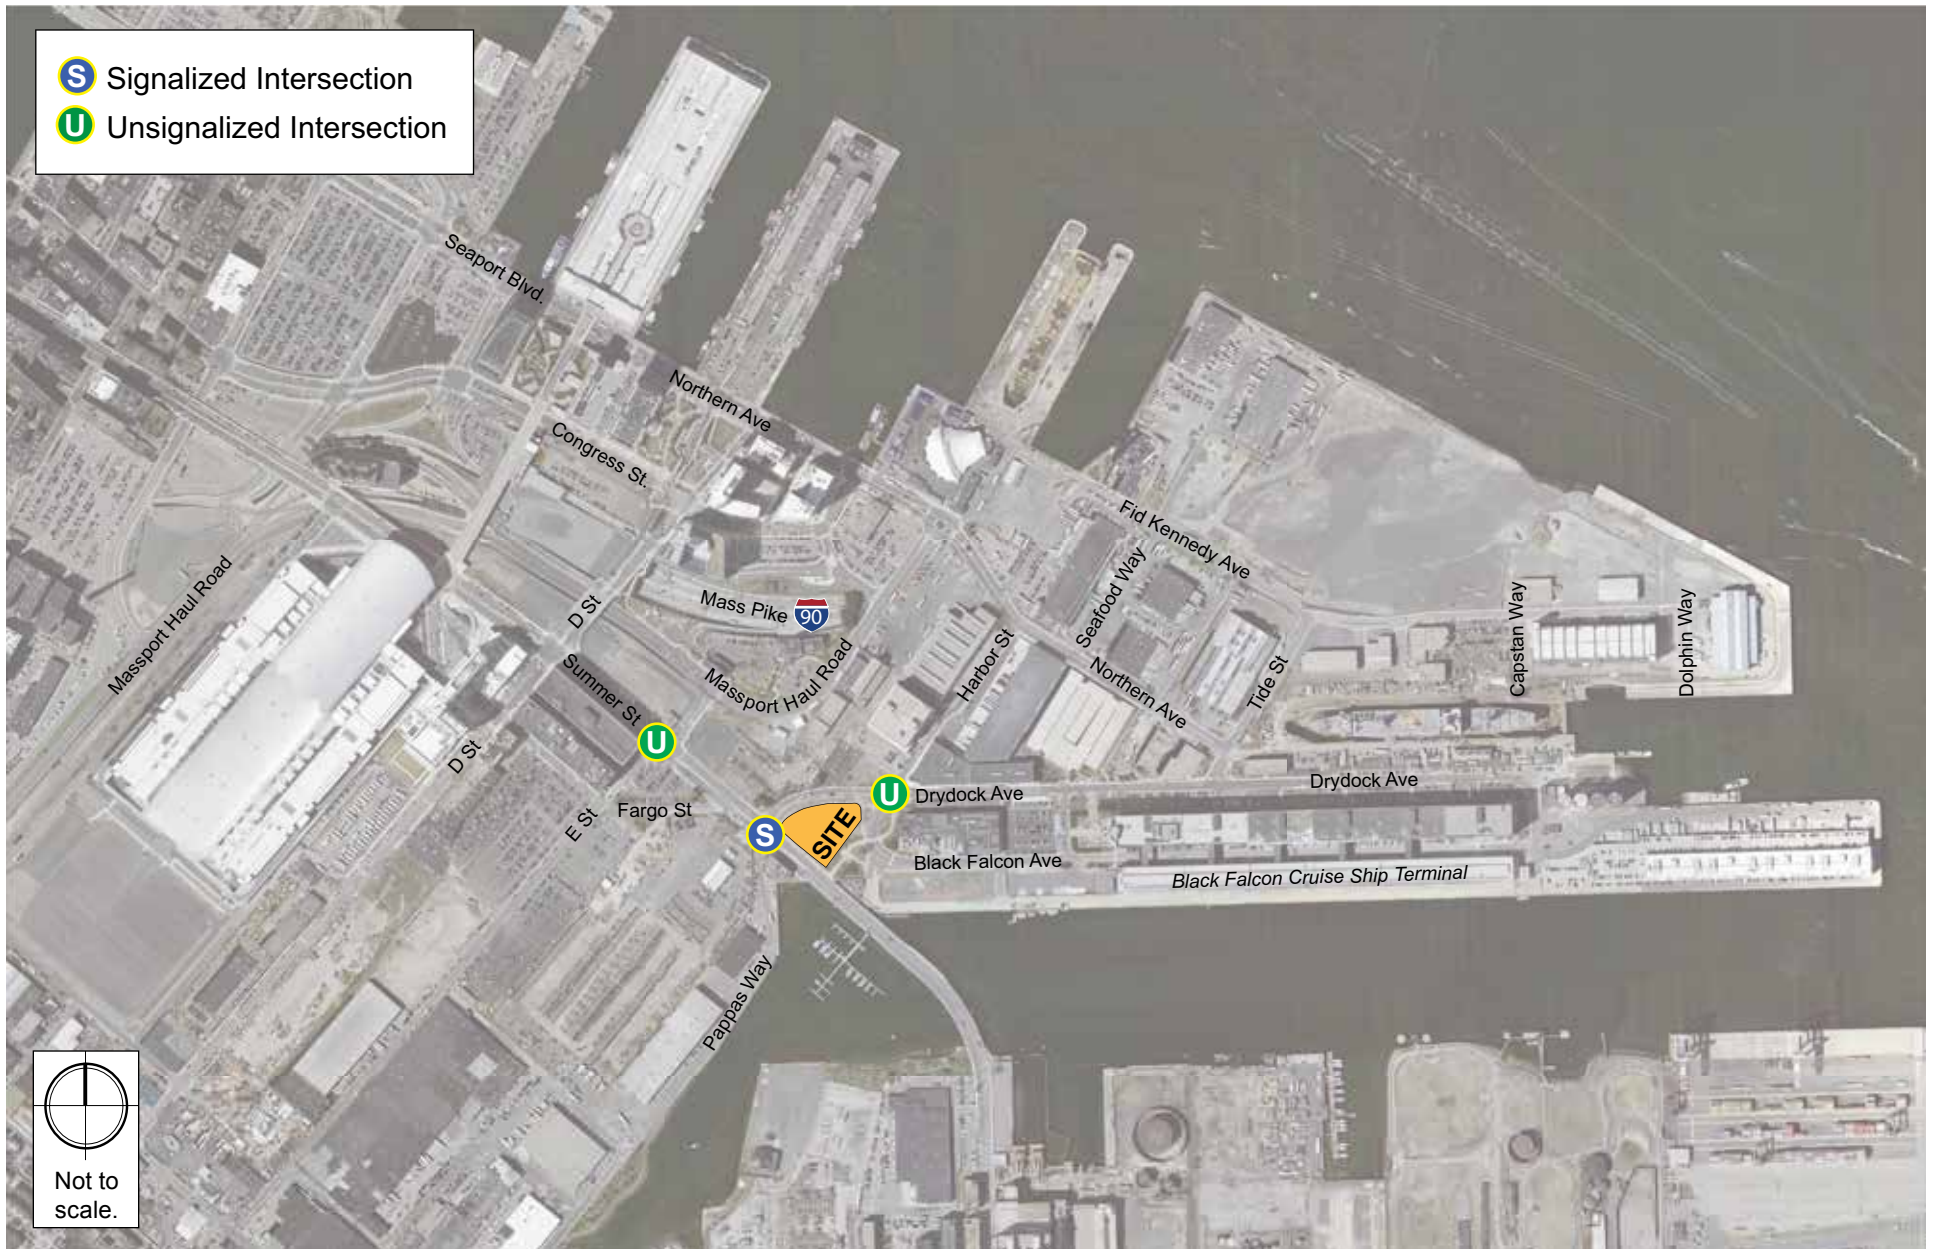 S Signalized Intersection
U Unsignalized Intersection
Seaport Blvd.
Northern Ave
Congress St.
Fid Kennedy Ave
Seafood Way
Massport Haul Road
D St
Mass Pike
90
Capstan Way
Dolphin Way
Harbor St
Summer St
Massport Haul Road
Northern Ave
Tide St
U
D St
Drydock Ave
U
Drydock Ave
Fargo St
E St
S
SITE
Black Falcon Ave
Black Falcon Cruise Ship Terminal
Pappas Way
Not to
scale.